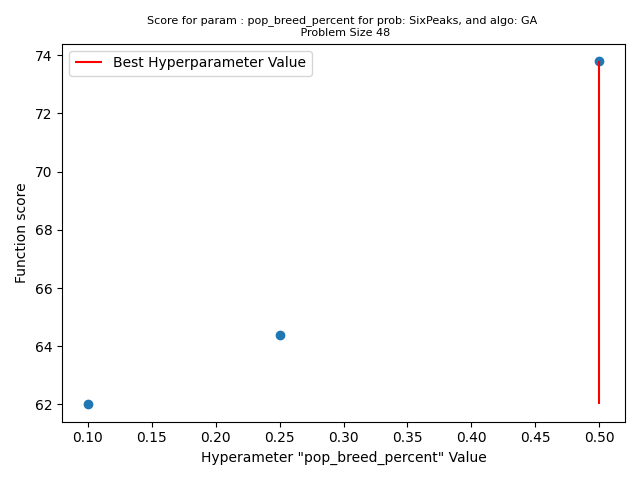 Score for param : pop_breed_percent for prob: SixPeaks, and algo: GA
Problem Size 48
Best Hyperparameter Value
Function score
74
72
70
68
66
64
62
0.10 0.15 0.20 0.25 0.30 0.35 0.40 0.45 0.50
Hyperameter "pop_breed_percent" Value